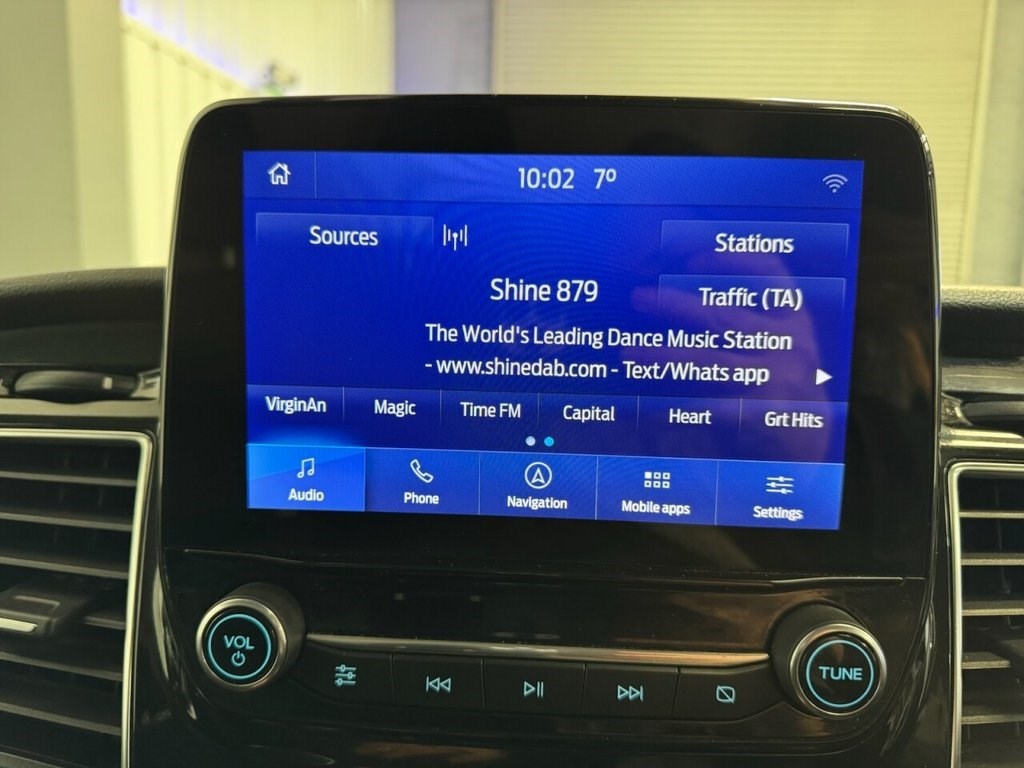 10:02 7º
Sources
Stations
Shine 879
Traffic (TA)
The World's Leading Dance Music Station
- www.shinedab.com - Text/Whats app
VirginAn Magic Time FM Capital Heart Grt Hits
Audio Phone Navigation Mobile apps Settings
VOL
TUNE